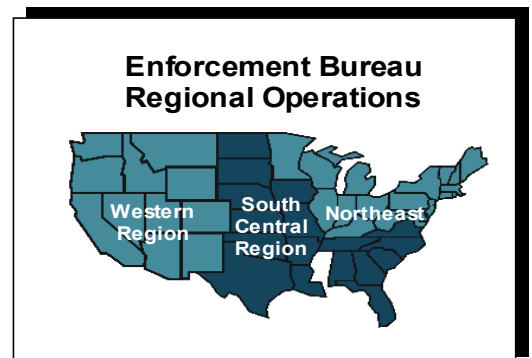 Enforcement Bureau
Regional Operations
Western
Region
South
Central
Region
Northeast